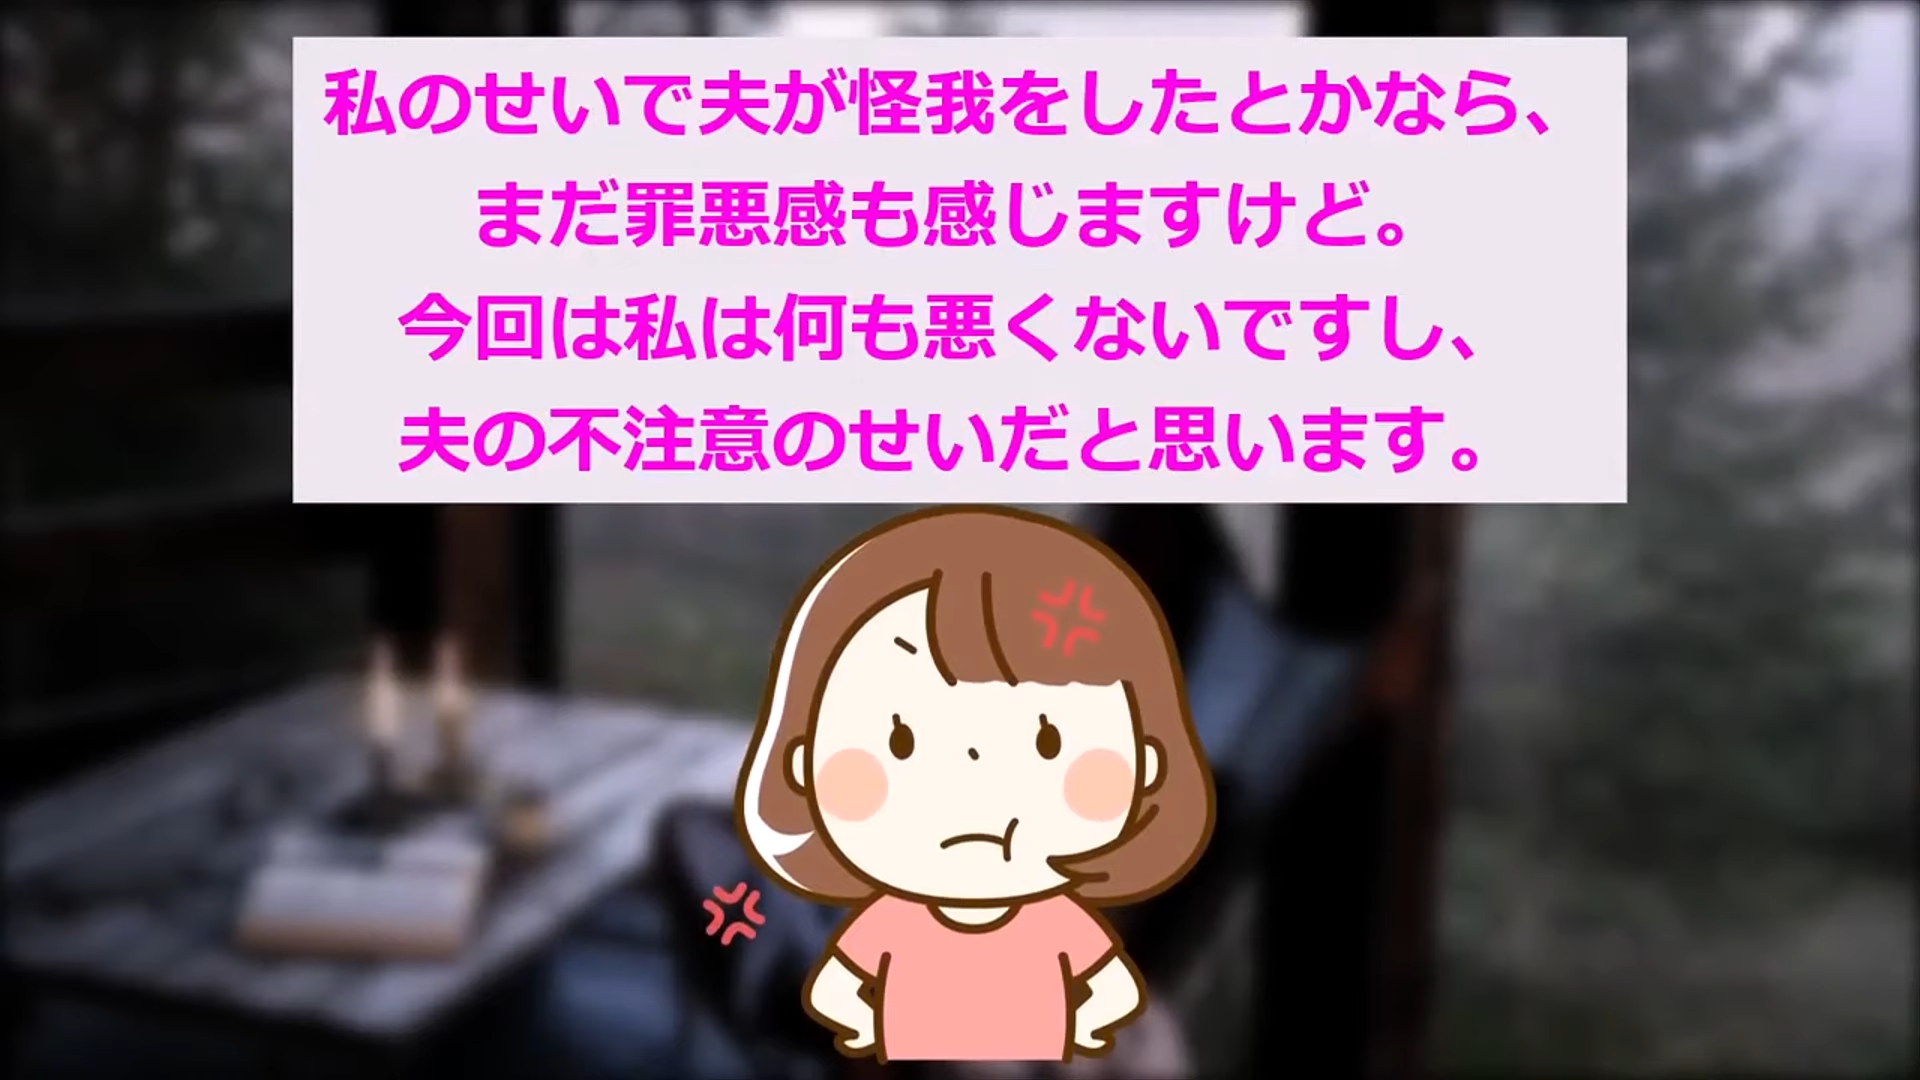 私のせいで夫が怪我をしたとかなら、
まだ罪悪感も感じますけど。
今回は私は何も悪くないですし、
夫の不注意のせいだと思います。